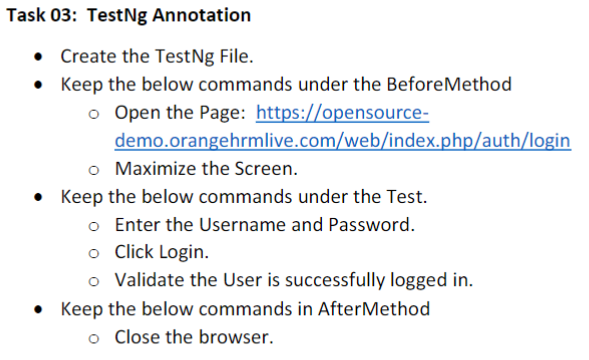 Task 03:  TestNg Annotation
• Create the TestNg File.
• Keep the below commands under the BeforeMethod
o Open the Page:  https://opensource-
demo.orangehrmlive.com/web/index.php/auth/login
o Maximize the Screen.
• Keep the below commands under the Test.
o Enter the Username and Password.
o Click Login.
o Validate the User is successfully logged in.
• Keep the below commands in AfterMethod
o Close the browser.